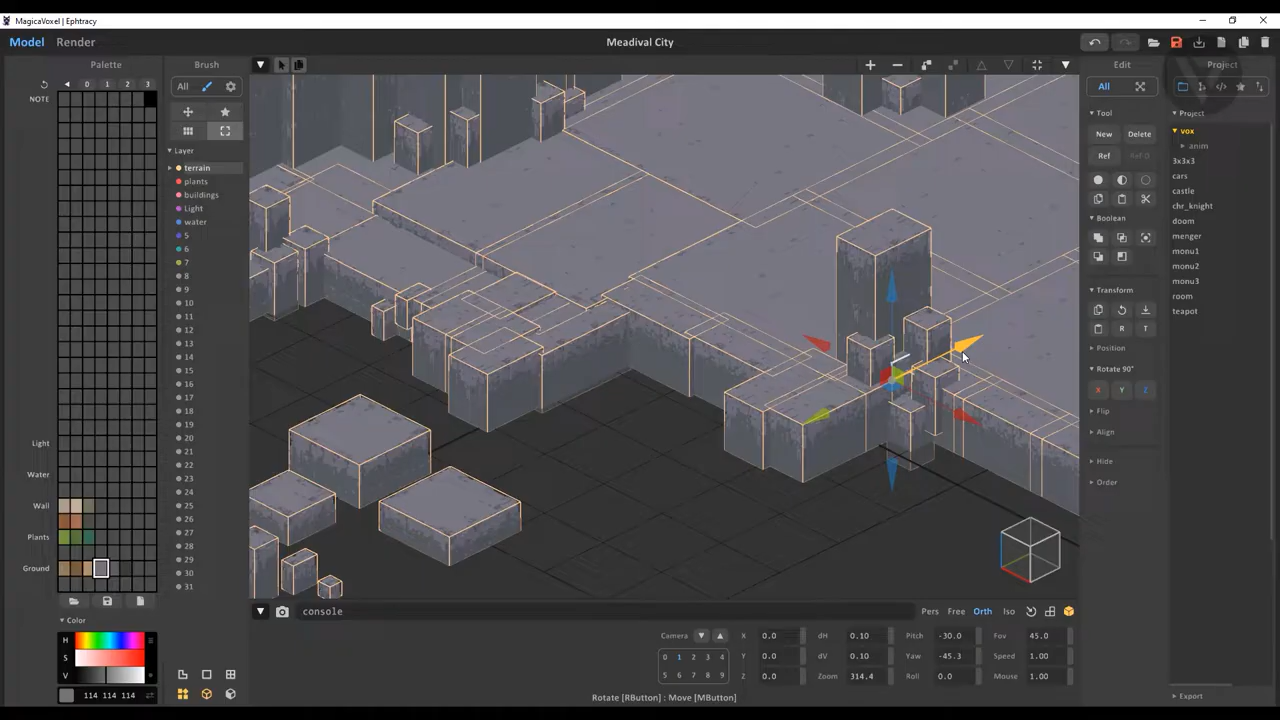 MagicaVoxel | Ephtracy
Model Render
Meadival City
Palette
0 1 2 3
NOTE
Light
Water
Wall
Plants
Ground
Color
H
S
V
114 114 114
Brush
All
Layer
terrain
plants
buildings
Light
water
5
6
7
8
9
10
11
12
13
14
15
16
17
18
19
20
21
22
23
24
25
26
27
28
29
30
31
console
Pers Free Orth Iso
Camera
0 1 2 3 4
5 6 7 8 9
X 0.0 dH 0.10 Pitch -30.0 Fov 45.0
Y 0.0 dV 0.10 Yaw -45.3 Speed 1.00
Z 0.0 Zoom 314.4 Roll 0.0 Mouse 1.00
Rotate [RButton] : Move [MButton]
Edit
All
Tool
New Delete
Ref
Boolean
Transform
R T
Position
Rotate 90°
X Y Z
Flip
Align
Hide
Order
Project
Project
vox
anim
3x3x3
cars
castle
chr_knight
doom
menger
monu1
monu2
monu3
room
teapot
Export